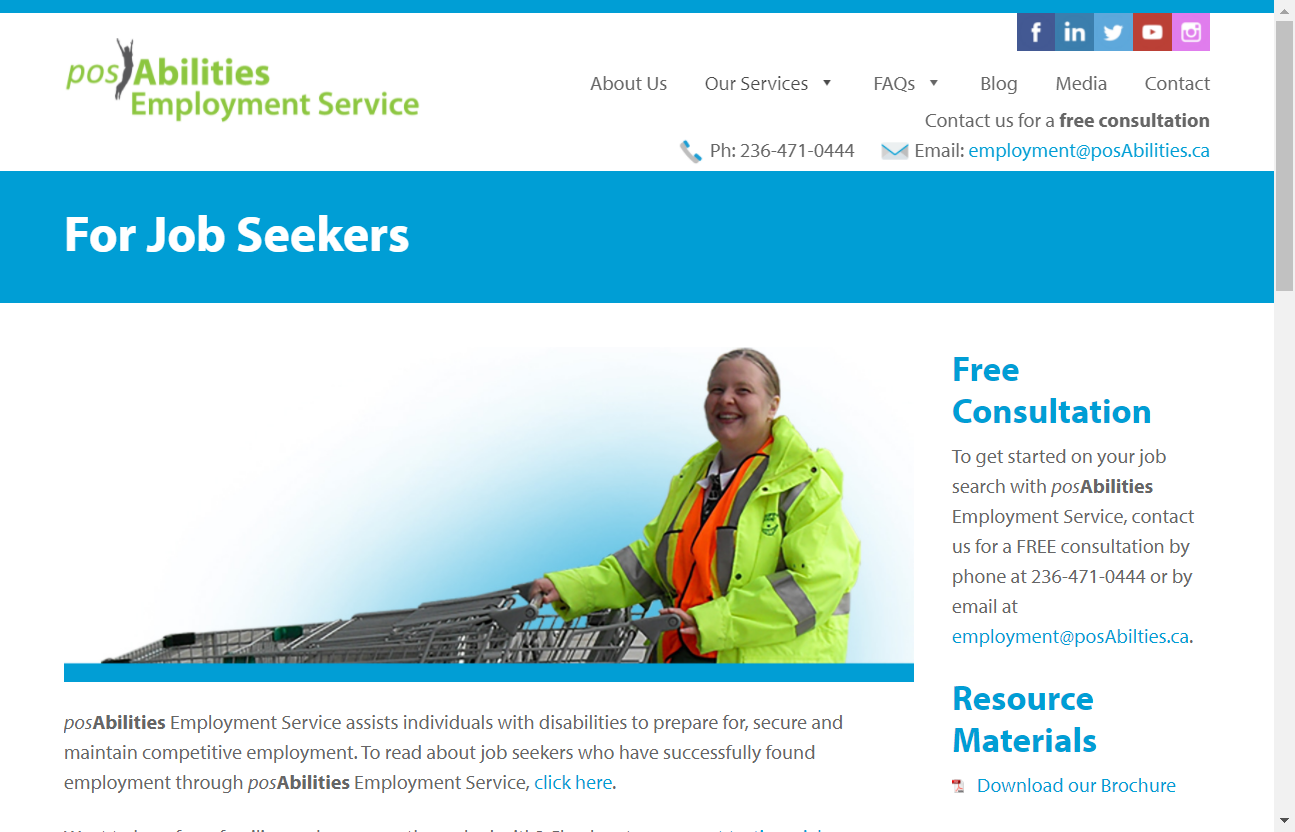 posAbilities
Employment Service
About Us Our Services FAQs Blog Media Contact
Contact us for a free consultation
Ph: 236-471-0444 Email: employment@posAbilities.ca
For Job Seekers
Free
Consultation
To get started on your job
search with posAbilities
Employment Service, contact
us for a FREE consultation by
phone at 236-471-0444 or by
email at
employment@posAbilties.ca.
Resource
Materials
Download our Brochure
posAbilities Employment Service assists individuals with disabilities to prepare for, secure and
maintain competitive employment. To read about job seekers who have successfully found
employment through posAbilities Employment Service, click here.